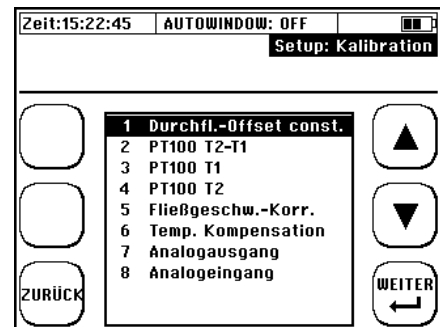 Zeit:15:22:45 AUTOWINDOW: OFF
Setup: Kalibration
1 Durchfl.-Offset const.
2 PT100 T2-T1
3 PT100 T1
4 PT100 T2
5 Fließgeschw.-Korr.
6 Temp. Kompensation
7 Analogausgang
8 Analogeingang
ZURÜCK
WEITER